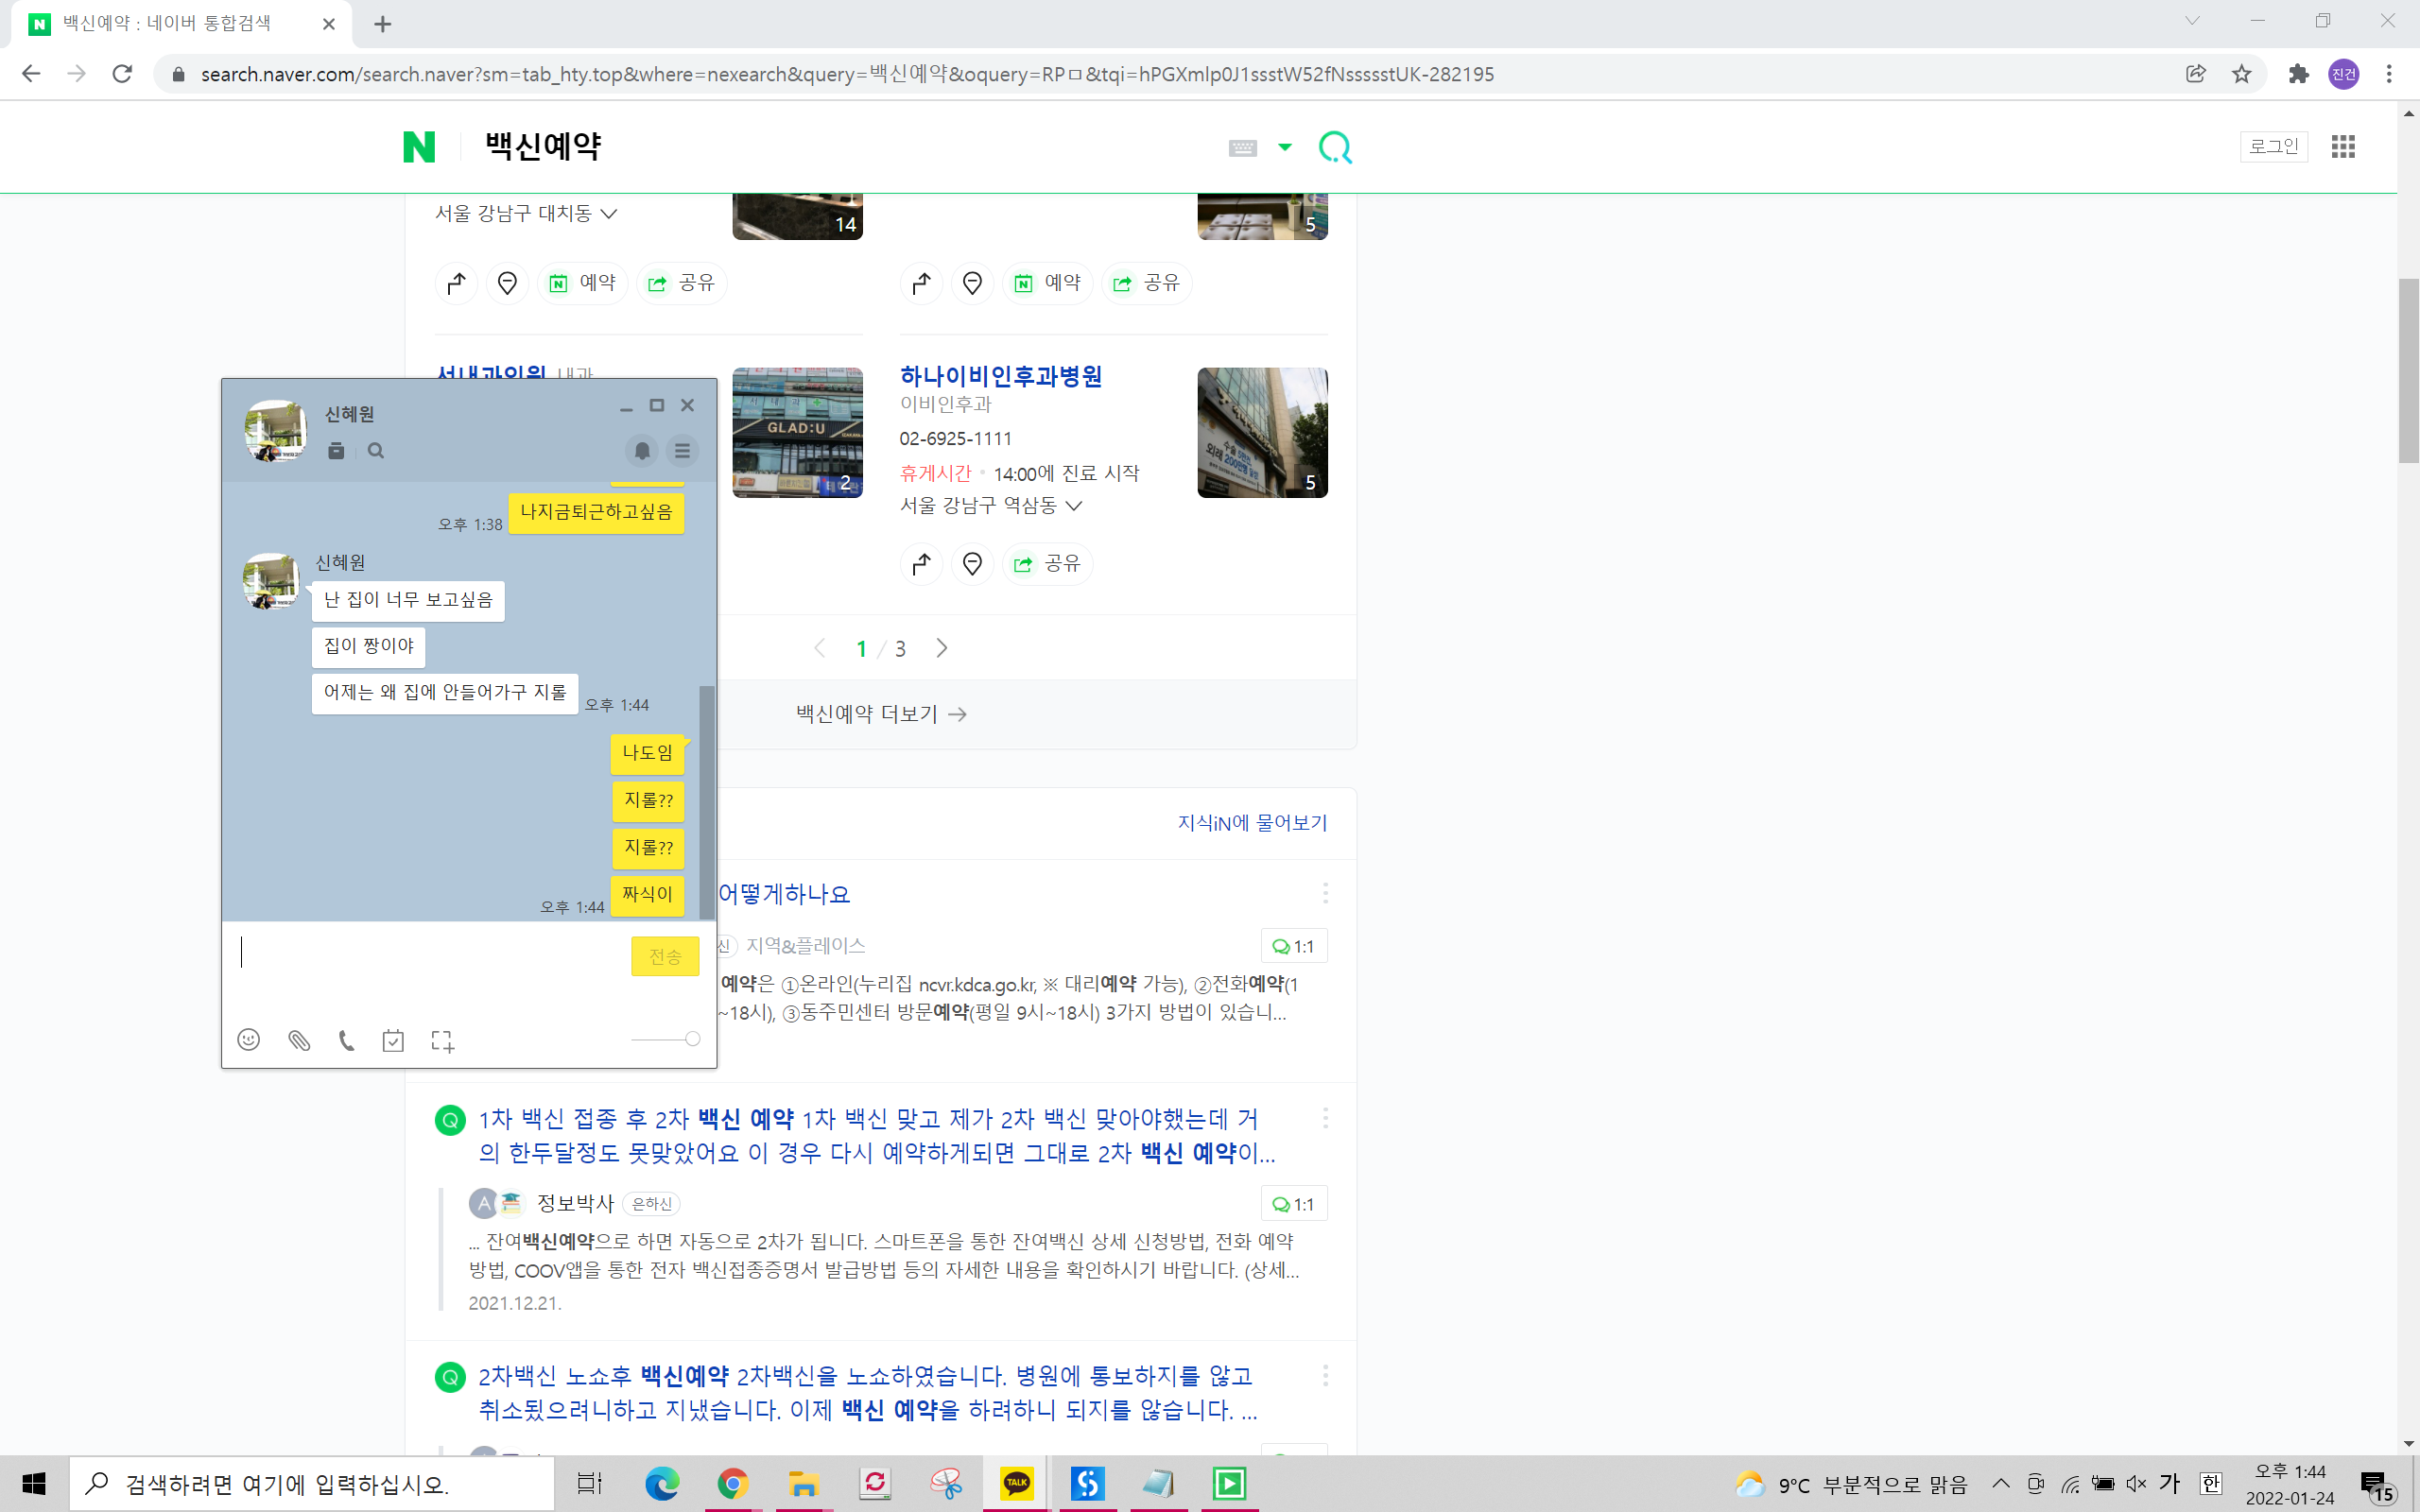 백신예약 : 네이버 통합검색
search.naver.com/search.naver?sm=tab_hty.top&where=nexearch&query=백신예약&oquery=RPㅁ&tqi=hPGXmlp0J1ssstW52fNssssstUK-282195
진건
백신예약
로그인
서울 강남구 대치동
14
5
예약
공유
예약
공유
서내과의원 내과
GLAD:U
2
하나이비인후과병원
이비인후과
02-6925-1111
휴게시간 14:00에 진료 시작
서울 강남구 역삼동
5
공유
1 / 3
백신예약 더보기
신혜원
나지금퇴근하고싶음
오후 1:38
신혜원
난 집이 너무 보고싶음
집이 짱이야
어제는 왜 집에 안들어가구 지롤
오후 1:44
나도임
지롤??
지롤??
짜식이
오후 1:44
전송
지식iN에 물어보기
어떻게하나요
신 지역&플레이스
1:1
예약은 ①온라인(누리집 ncvr.kdca.go.kr, ※ 대리예약 가능), ②전화예약(1
~18시), ③동주민센터 방문예약(평일 9시~18시) 3가지 방법이 있습니...
Q 1차 백신 접종 후 2차 백신 예약 1차 백신 맞고 제가 2차 백신 맞아야했는데 거
의 한두달정도 못맞았어요 이 경우 다시 예약하게되면 그대로 2차 백신 예약이...
A 정보박사 은하신
1:1
... 잔여백신예약으로 하면 자동으로 2차가 됩니다. 스마트폰을 통한 잔여백신 상세 신청방법, 전화 예약
방법, COOV앱을 통한 전자 백신접종증명서 발급방법 등의 자세한 내용을 확인하시기 바랍니다. (상세...
2021.12.21.
Q 2차백신 노쇼후 백신예약 2차백신을 노쇼하였습니다. 병원에 통보하지를 않고
취소됬으려니하고 지냈습니다. 이제 백신 예약을 하려하니 되지를 않습니다. ...
검색하려면 여기에 입력하십시오.
TALK
9°C 부분적으로 맑음
가
한
오후 1:44
2022-01-24
15